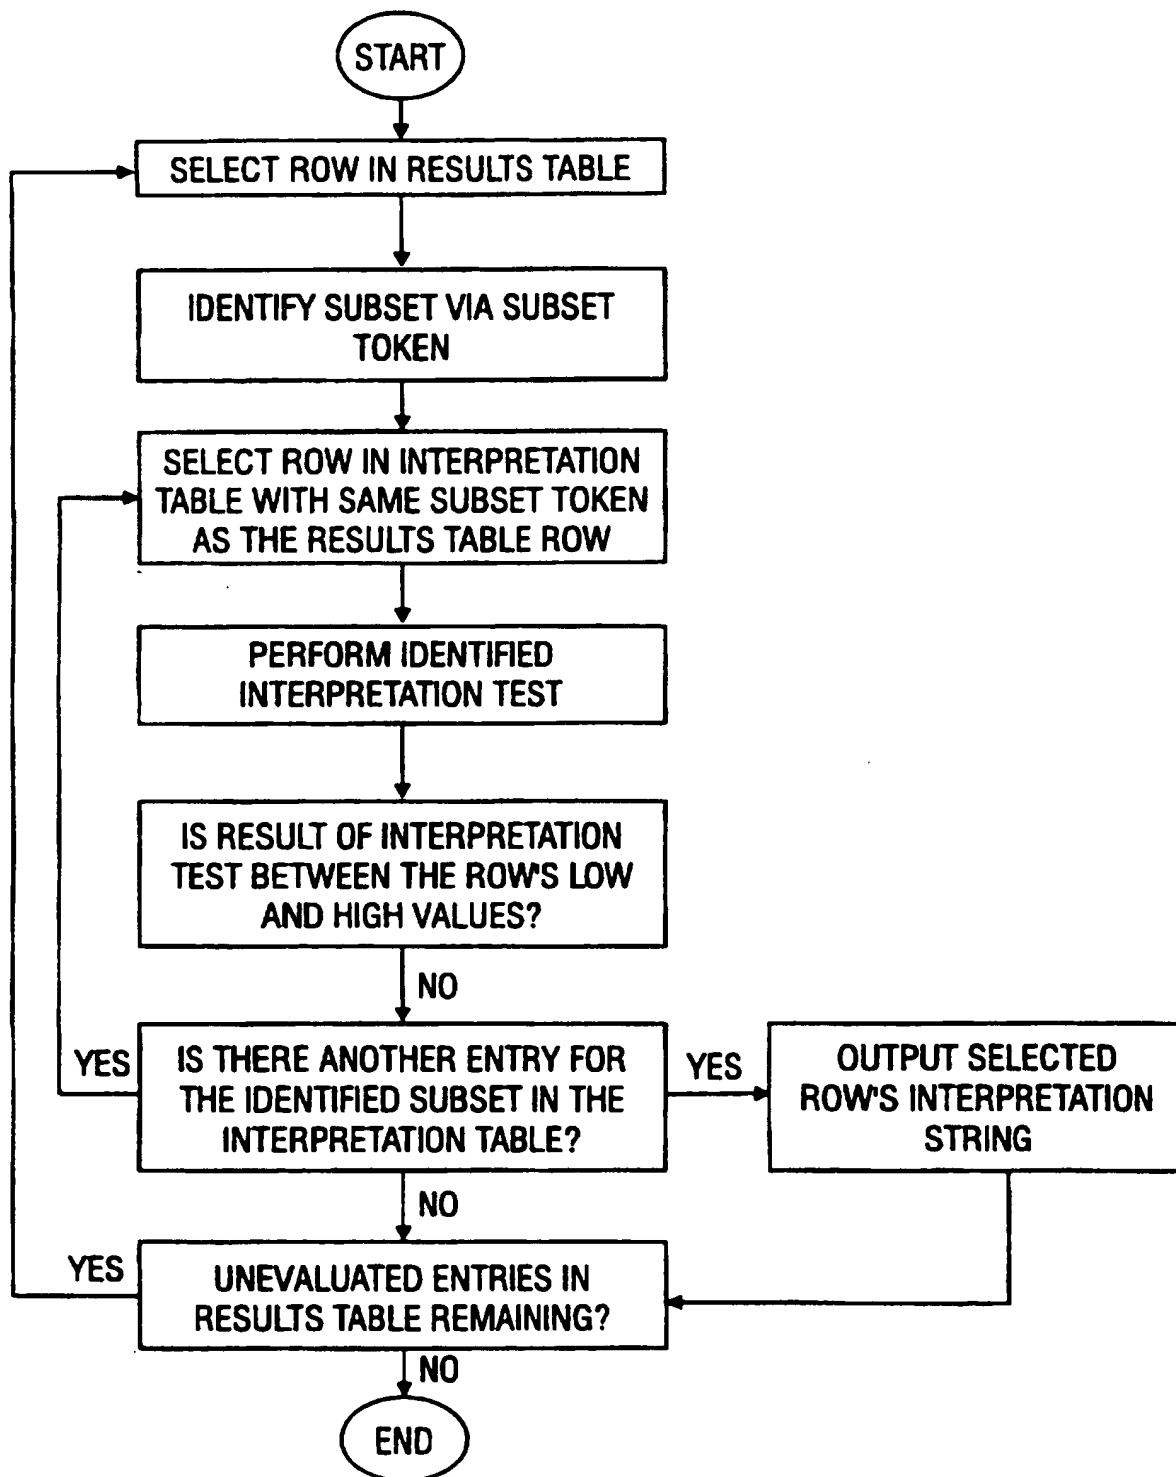 START
SELECT ROW IN RESULTS TABLE
IDENTIFY SUBSET VIA SUBSET
TOKEN
SELECT ROW IN INTERPRETATION
TABLE WITH SAME SUBSET TOKEN
AS THE RESULTS TABLE ROW
PERFORM IDENTIFIED
INTERPRETATION TEST
IS RESULT OF INTERPRETATION
TEST BETWEEN THE ROW'S LOW
AND HIGH VALUES?
NO
YES
IS THERE ANOTHER ENTRY FOR
THE IDENTIFIED SUBSET IN THE
INTERPRETATION TABLE?
YES
OUTPUT SELECTED
ROW'S INTERPRETATION
STRING
NO
YES
UNEVALUATED ENTRIES IN
RESULTS TABLE REMAINING?
NO
END